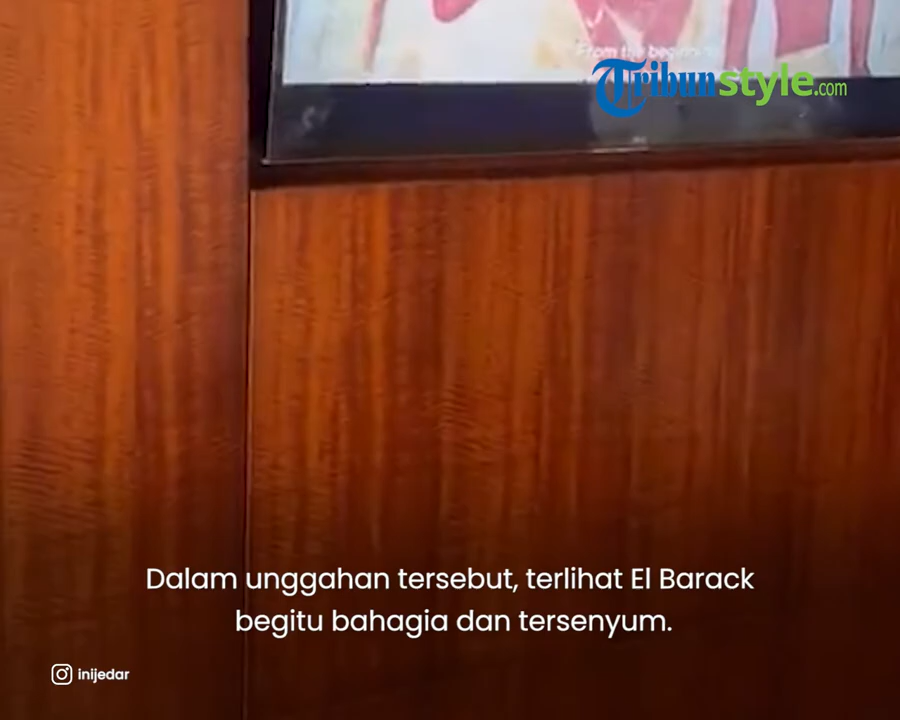 From the beginning
Tribunstyle.com
Dalam unggahan tersebut, terlihat El Barack
begitu bahagia dan tersenyum.
inijedar